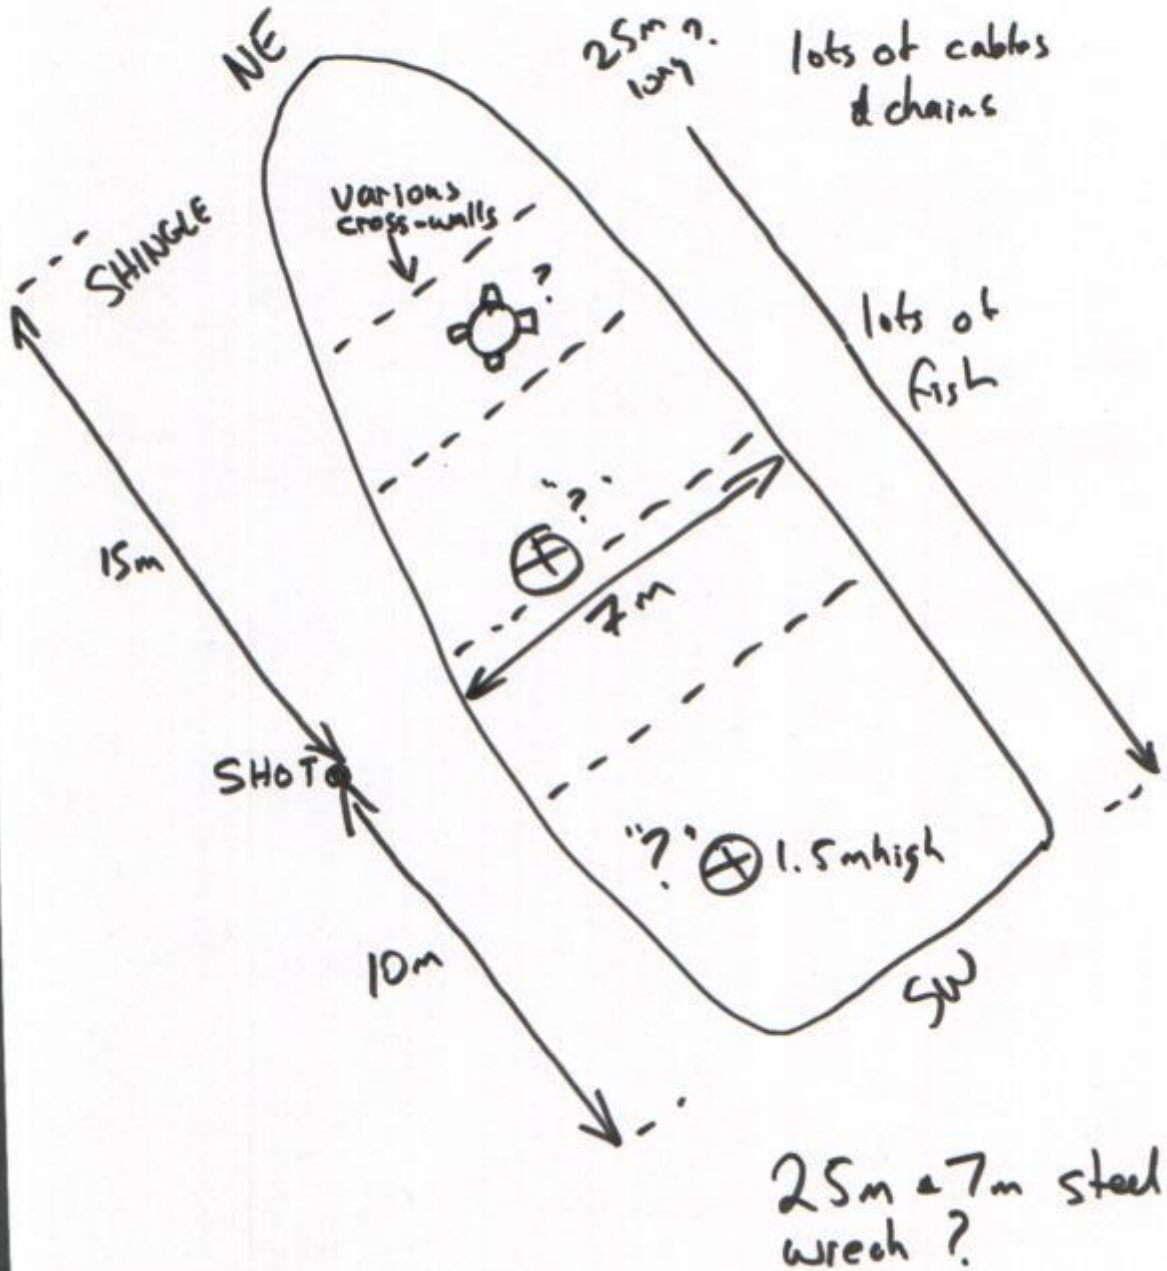 NE
25m ?
long
lots of cables
& chains
various
cross-walls
SHINGLE
?
lots of
fish
15m
"?"
7m
SHOT
"?" 1.5m high
10m
SW
25m * 7m steel
wreck ?